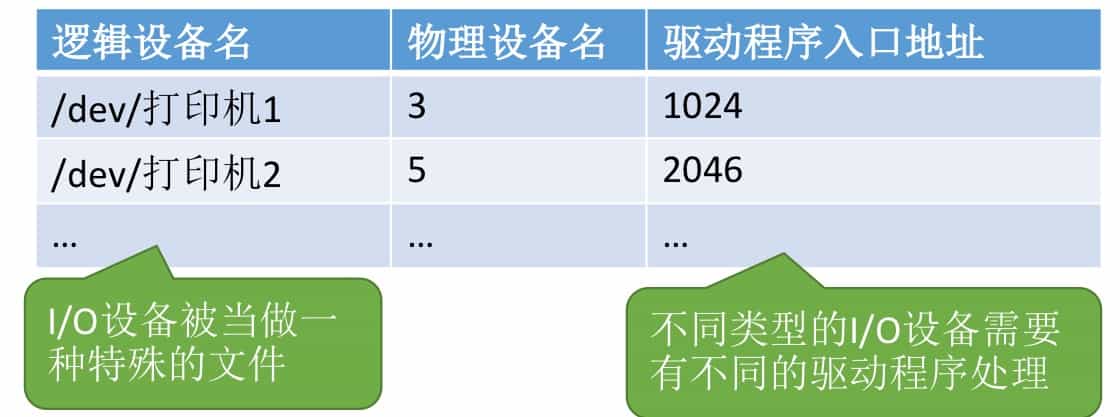 逻辑设备名 物理设备名 驱动程序入口地址
/dev/打印机1 3 1024
/dev/打印机2 5 2046
... ... ...
I/O设备被当做一
种特殊的文件
不同类型的I/O设备需要
有不同的驱动程序处理